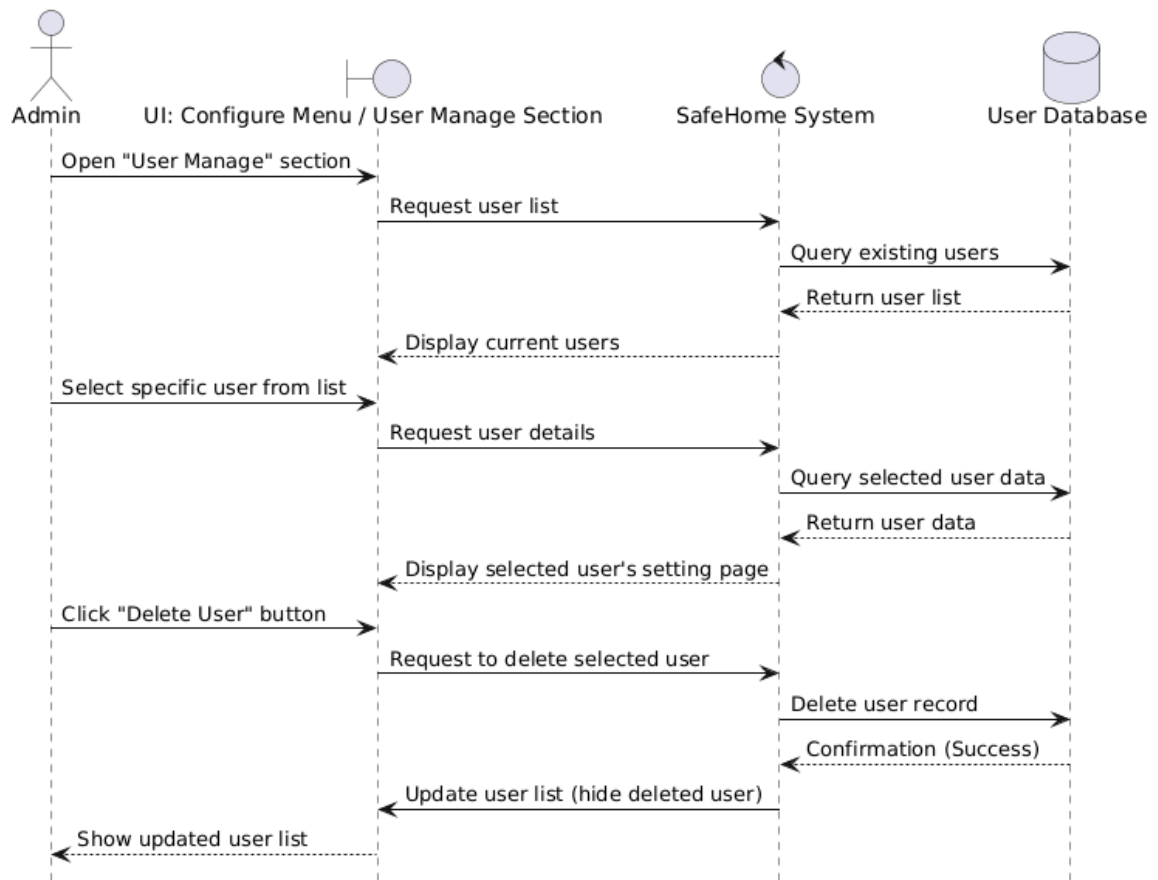 Admin
UI: Configure Menu / User Manage Section
SafeHome System
User Database
Open "User Manage" section
Request user list
Query existing users
Return user list
Display current users
Select specific user from list
Request user details
Query selected user data
Return user data
Display selected user's setting page
Click "Delete User" button
Request to delete selected user
Delete user record
Confirmation (Success)
Update user list (hide deleted user)
Show updated user list